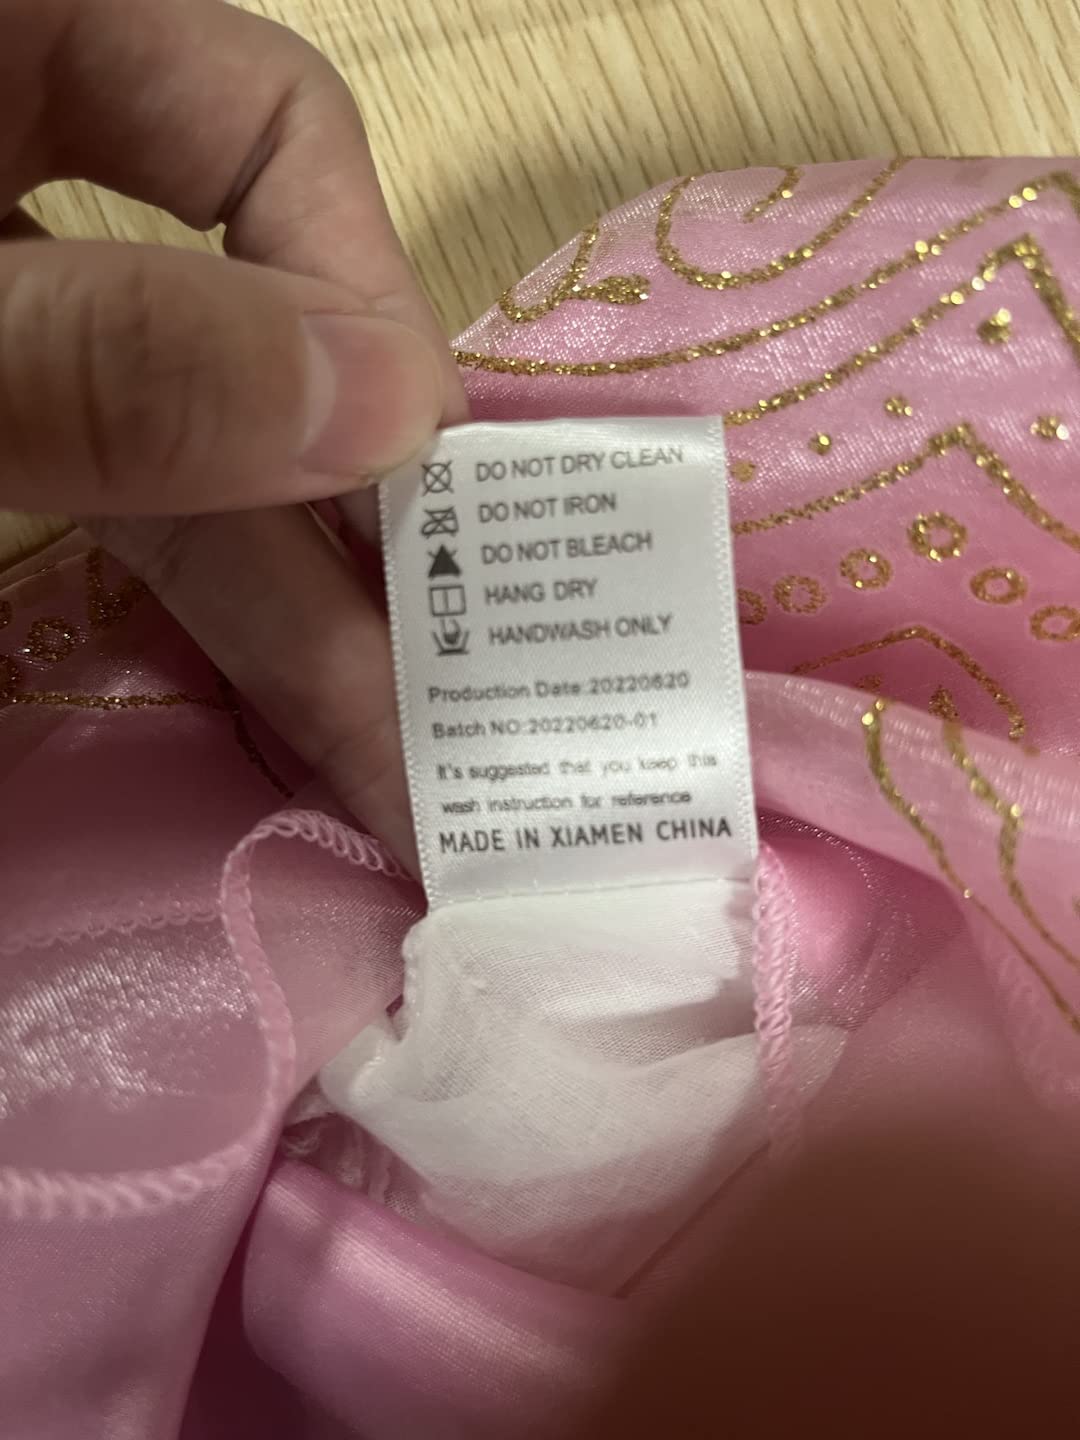 DO NOT DRY CLEAN
DO NOT IRON
DO NOT BLEACH
HANG DRY
HANDWASH ONLY
Production Date:20220620
Batch NO:20220620-01
It's suggested that you keep this
wash instruction for reference
MADE IN XIAMEN CHINA